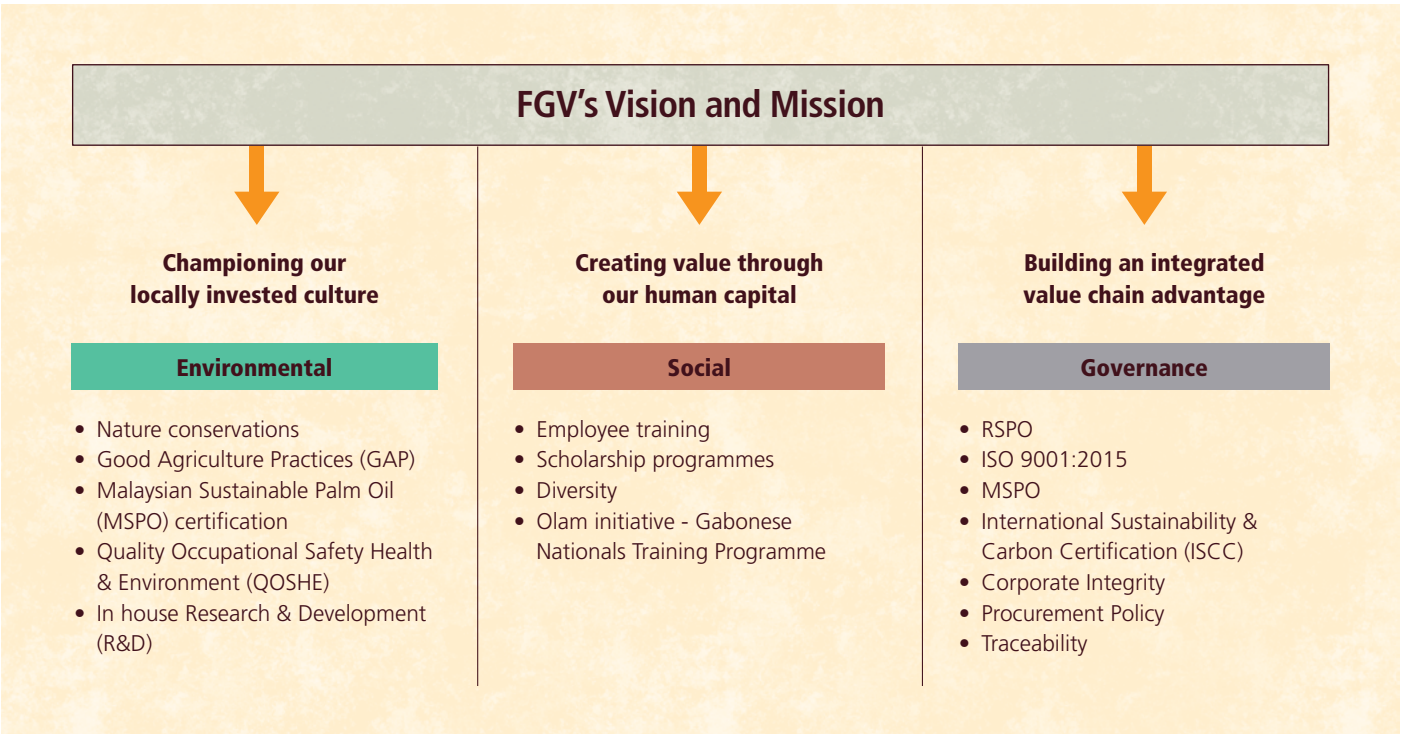 FGV's Vision and Mission
Championing our
locally invested culture
Environmental
• Nature conservations
• Good Agriculture Practices (GAP)
• Malaysian Sustainable Palm Oil
(MSPO) certification
• Quality Occupational Safety Health
& Environment (QOSHE)
• In house Research & Development
(R&D)
Creating value through
our human capital
Social
• Employee training
• Scholarship programmes
• Diversity
• Olam initiative - Gabonese
Nationals Training Programme
Building an integrated
value chain advantage
Governance
• RSPO
• ISO 9001:2015
• MSPO
• International Sustainability &
Carbon Certification (ISCC)
• Corporate Integrity
• Procurement Policy
• Traceability